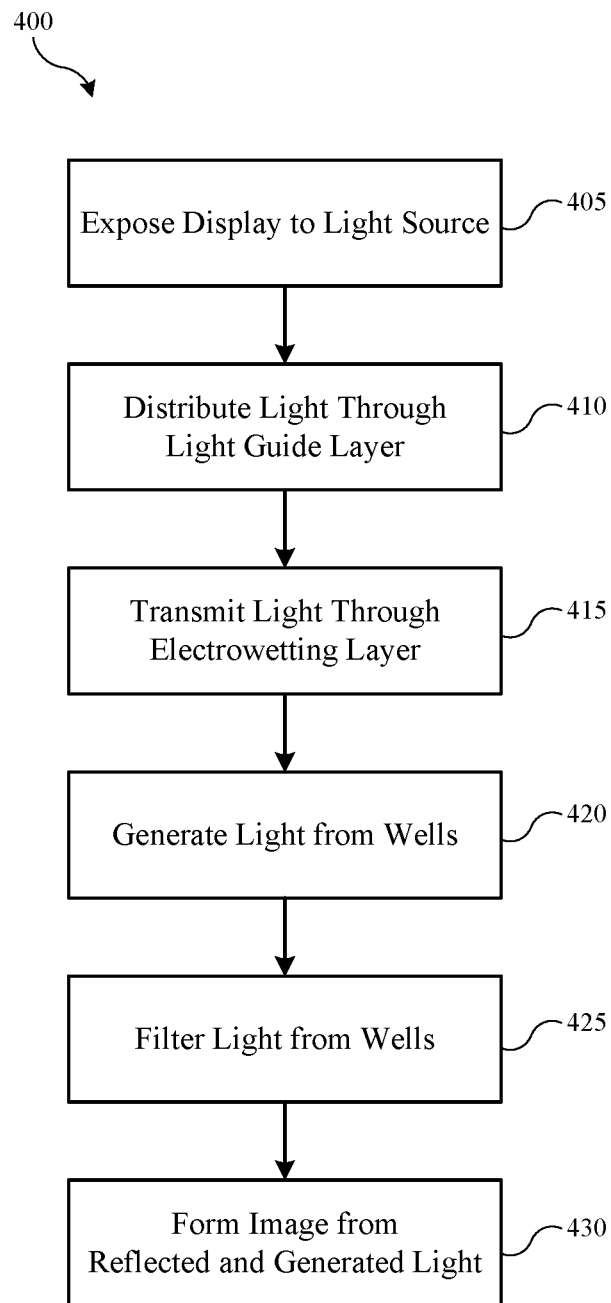 400
Expose Display to Light Source
405
Distribute Light Through
Light Guide Layer
410
Transmit Light Through
Electrowetting Layer
415
Generate Light from Wells
420
Filter Light from Wells
425
Form Image from
Reflected and Generated Light
430